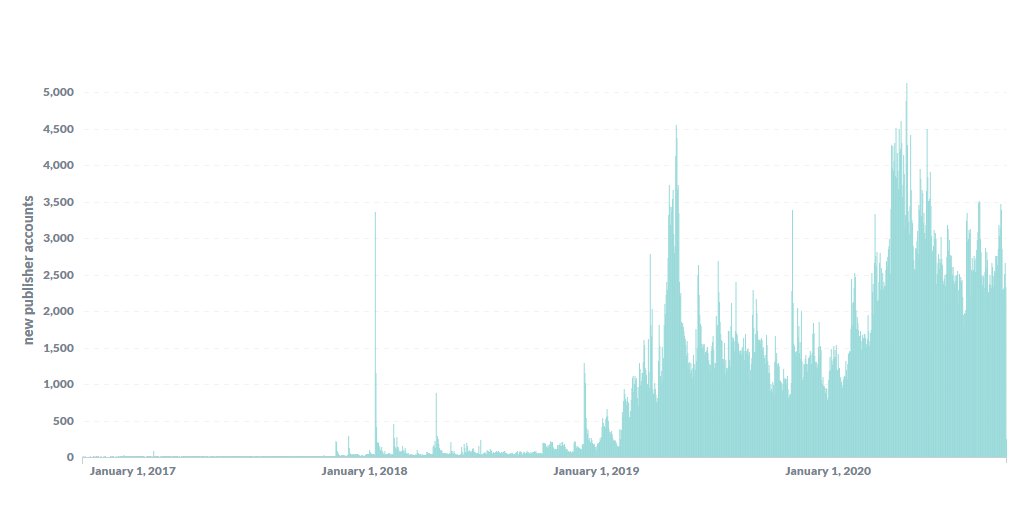 5,000
4,500
4,000
3,500
3,000
2,500
2,000
1,500
1,000
500
0
new publisher accounts
January 1, 2017
January 1, 2018
January 1, 2019
January 1, 2020